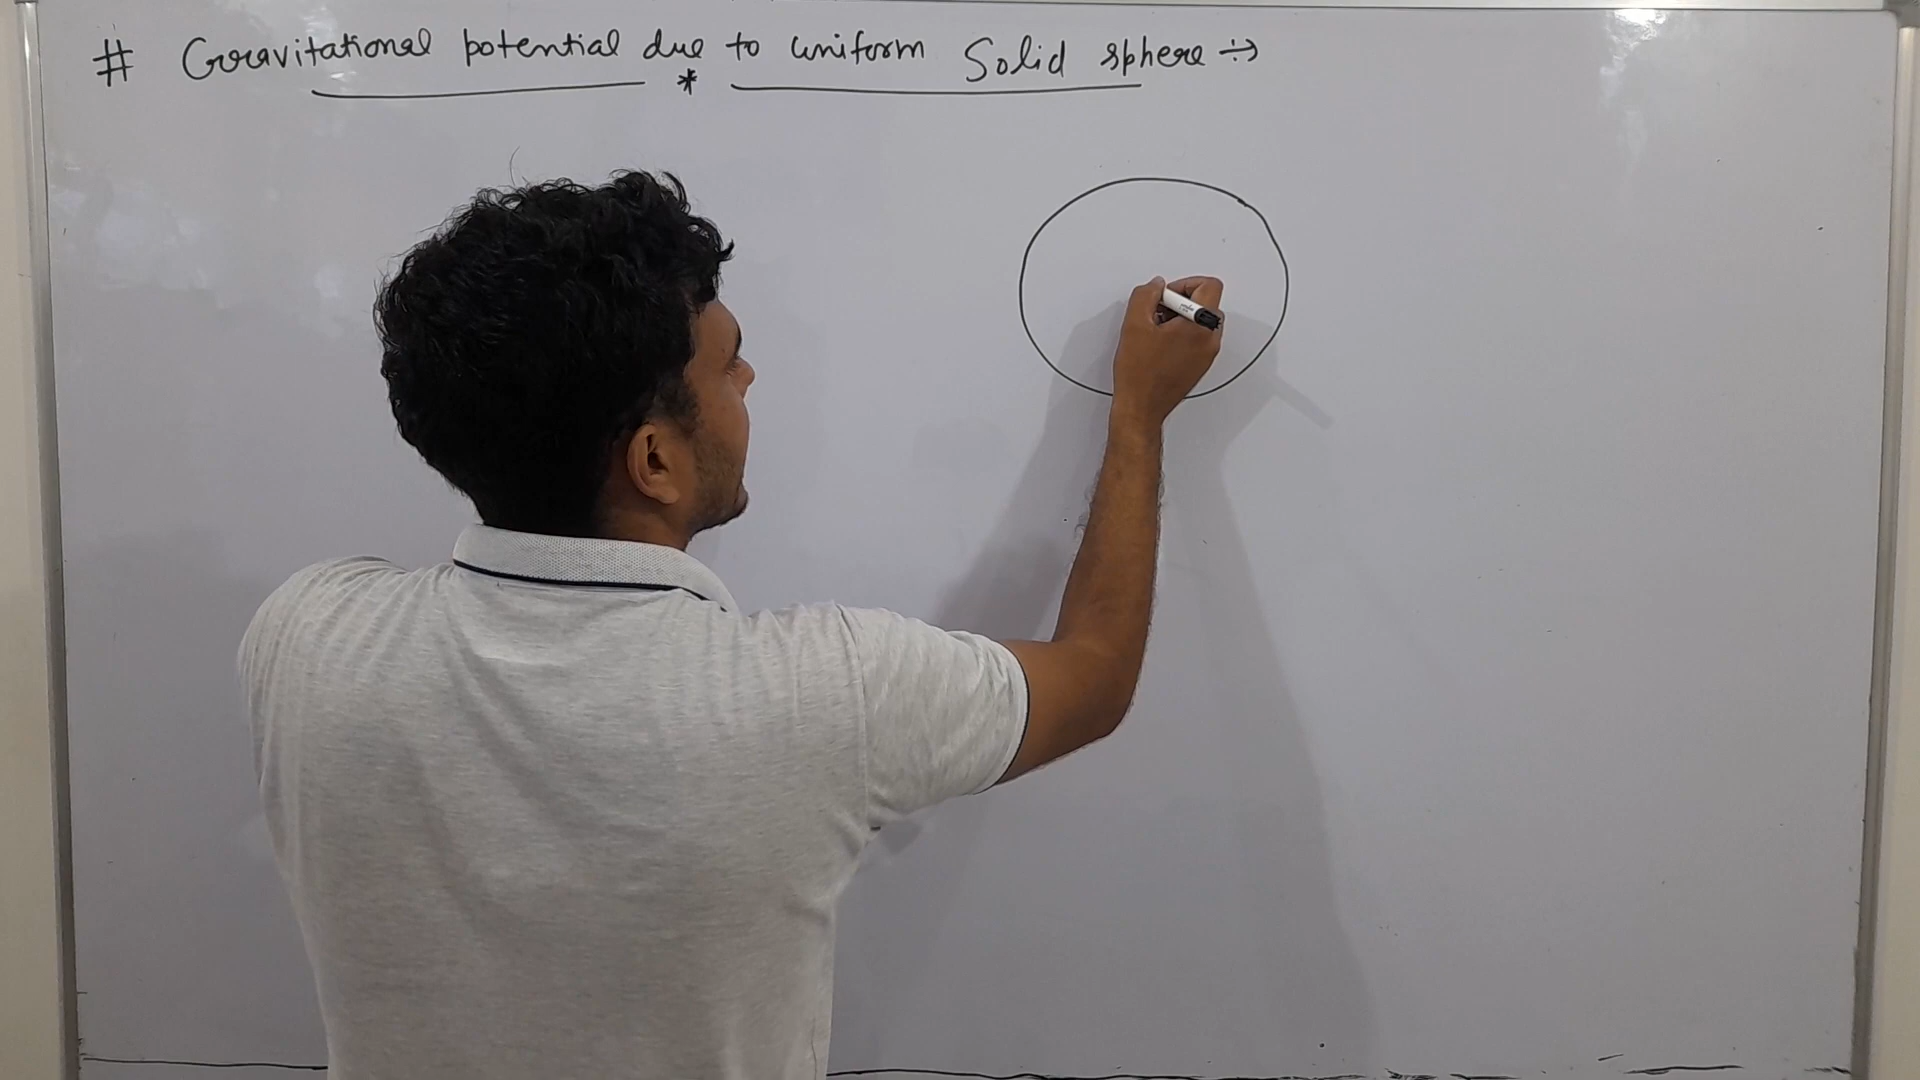 # Gravitational potential due to uniform Solid sphere ÷→
*